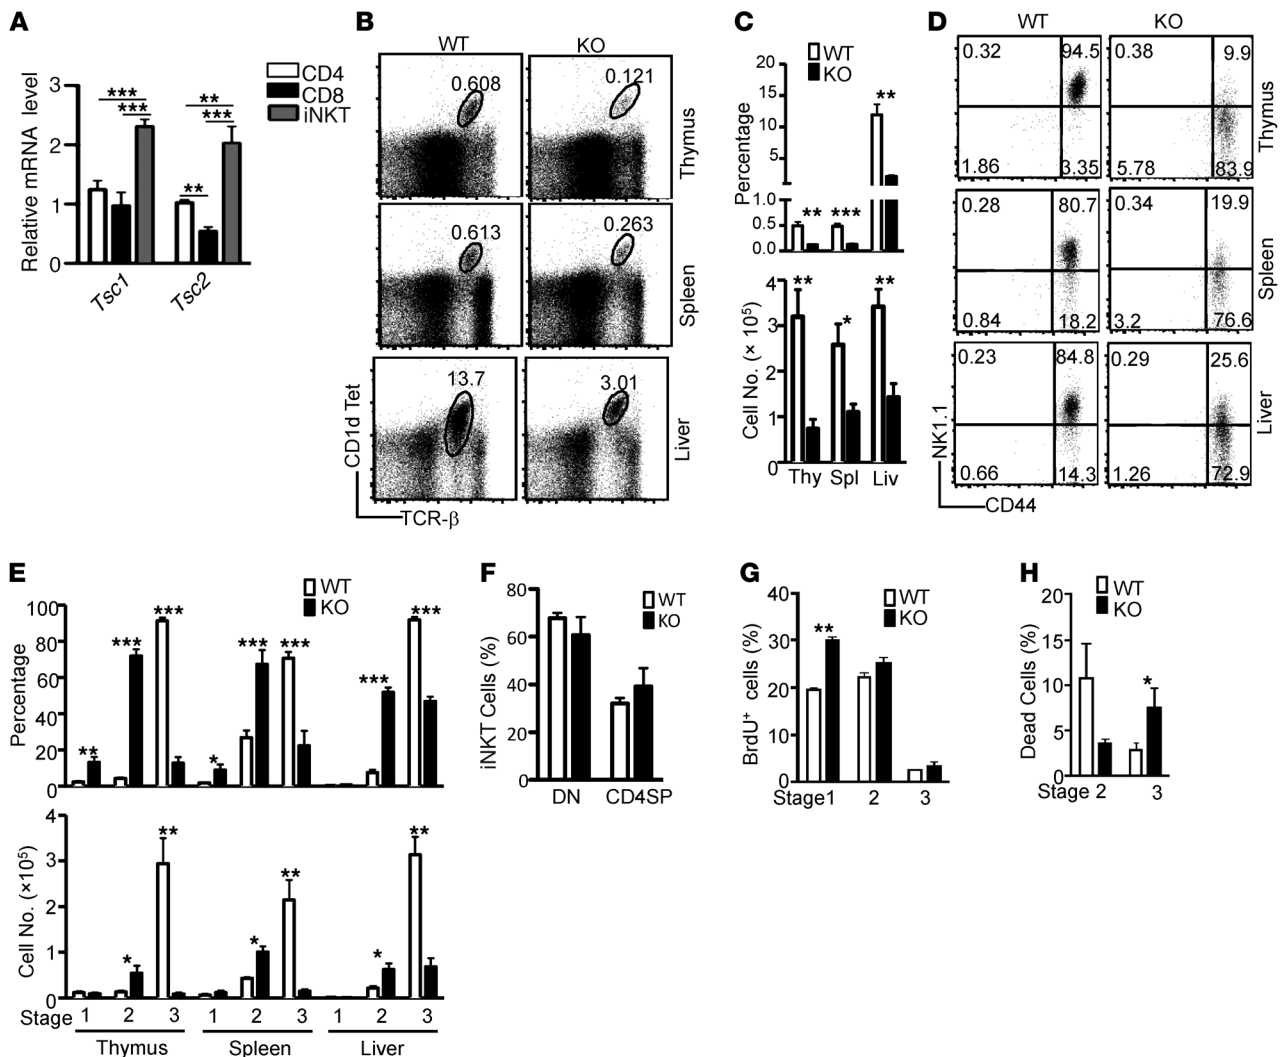 A
Relative mRNA level
3
2
1
0
***
***
**
***
**
CD4
CD8
iNKT
Tsc1
Tsc2
B
WT
KO
0.608
0.121
Thymus
0.613
0.263
Spleen
13.7
3.01
Liver
CD1d Tet
TCR-β
C
WT
KO
Percentage
20
15
10
5
1.0
0.5
0.0
**
***
**
Cell No. (× 10⁵)
4
3
2
1
0
**
*
**
Thy
Spl
Liv
D
WT
KO
0.32
94.5
0.38
9.9
1.86
3.35
5.78
83.9
Thymus
0.28
80.7
0.34
19.9
0.84
18.2
3.2
76.6
Spleen
0.23
84.8
0.29
25.6
0.66
14.3
1.26
72.9
Liver
NK1.1
CD44
E
WT
KO
Percentage
100
80
60
40
20
0
**
***
***
*
***
***
***
***
Cell No. (×10⁵)
4
3
2
1
0
*
**
*
**
*
**
Stage 1 2 3 1 2 3 1 2 3
Thymus
Spleen
Liver
F
WT
KO
iNKT Cells (%)
80
60
40
20
0
DN
CD4SP
G
WT
KO
BrdU⁺ cells (%)
40
30
20
10
0
**
Stage1 2 3
H
WT
KO
Dead Cells (%)
20
15
10
5
0
*
Stage 2 3